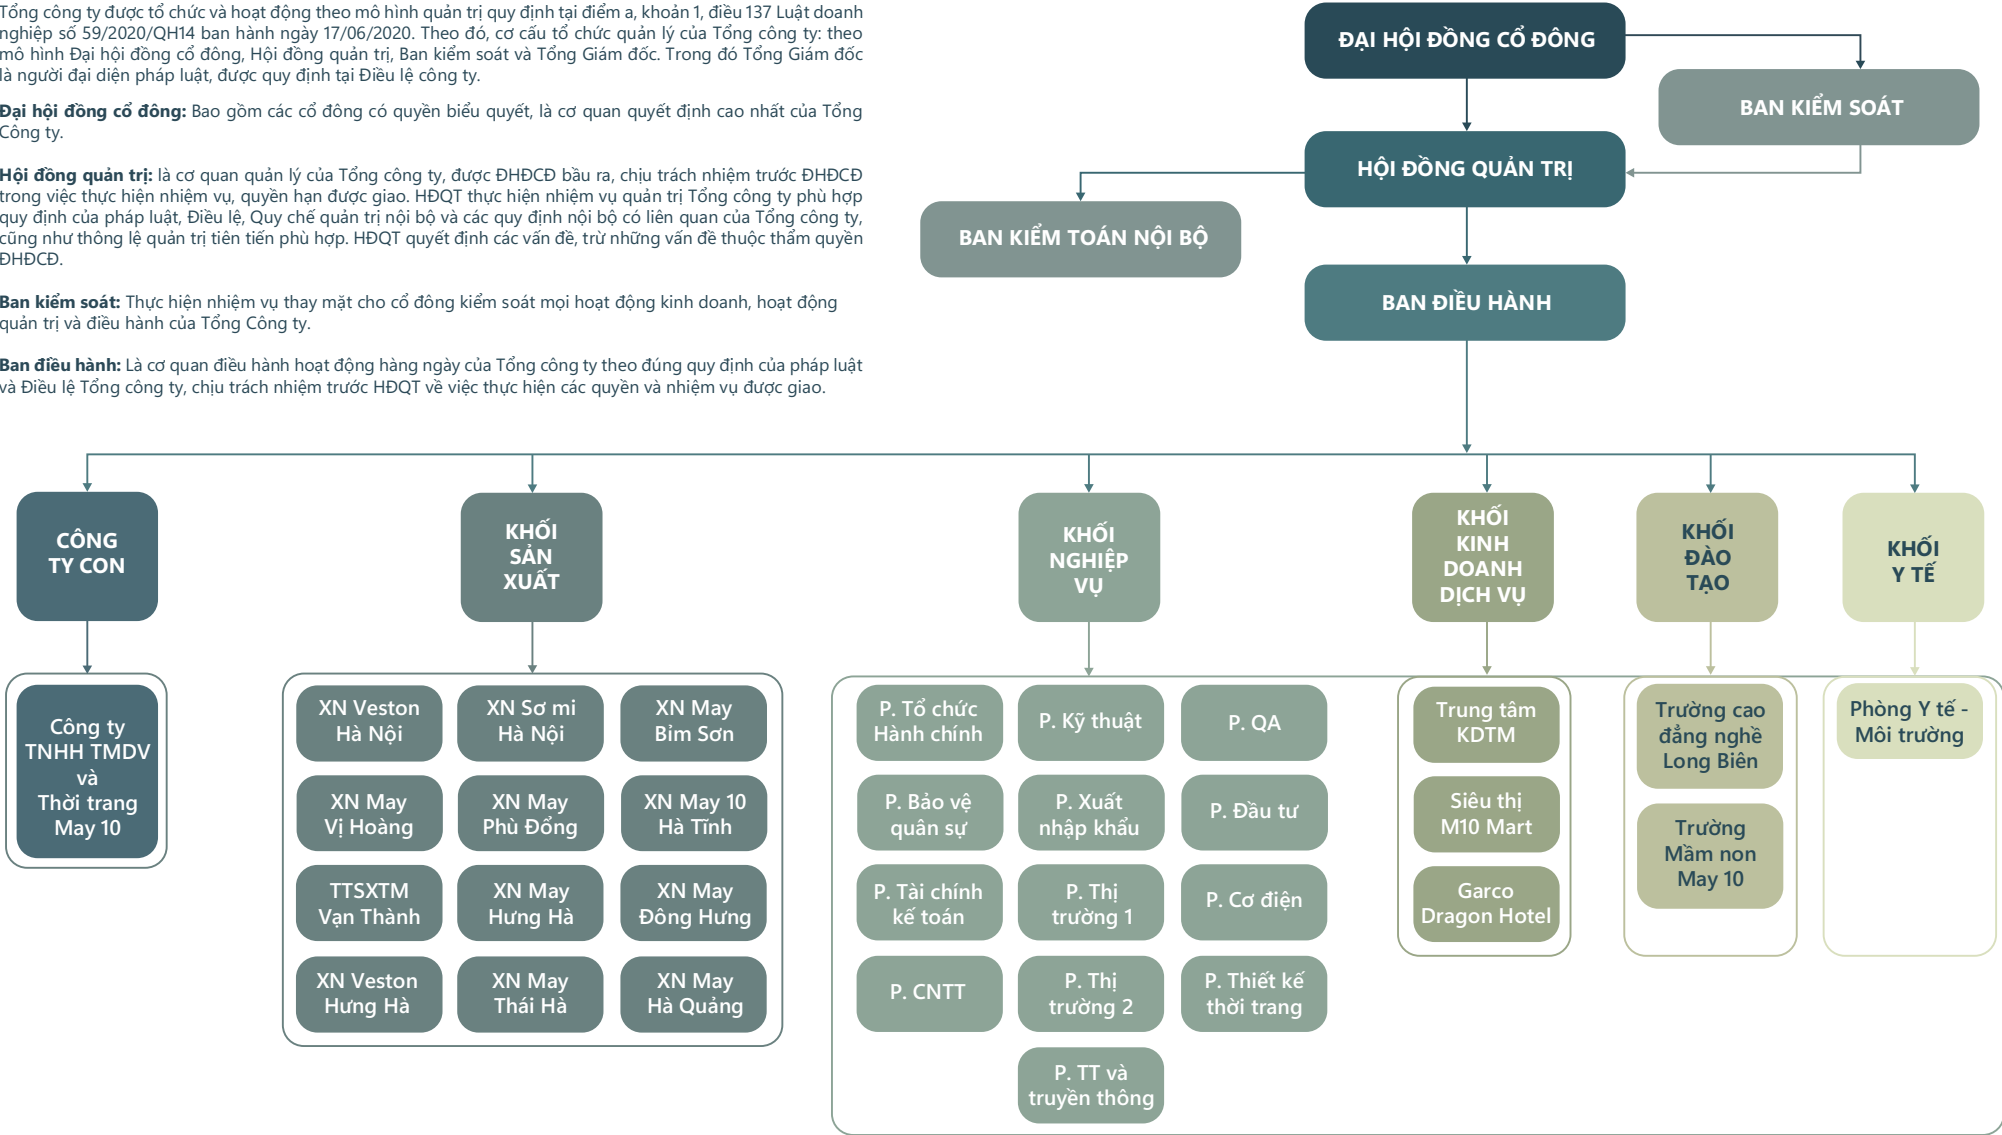 Tổng công ty được tổ chức và hoạt động theo mô hình quản trị quy định tại điểm a, khoản 1, điều 137 Luật doanh
nghiệp số 59/2020/QH14 ban hành ngày 17/06/2020. Theo đó, cơ cấu tổ chức quản lý của Tổng công ty: theo
mô hình Đại hội đồng cổ đông, Hội đồng quản trị, Ban kiểm soát và Tổng Giám đốc. Trong đó Tổng Giám đốc
là người đại diện pháp luật, được quy định tại Điều lệ công ty.
Đại hội đồng cổ đông: Bao gồm các cổ đông có quyền biểu quyết, là cơ quan quyết định cao nhất của Tổng
Công ty.
Hội đồng quản trị: là cơ quan quản lý của Tổng công ty, được ĐHĐCĐ bầu ra, chịu trách nhiệm trước ĐHĐCĐ
trong việc thực hiện nhiệm vụ, quyền hạn được giao. HĐQT thực hiện nhiệm vụ quản trị Tổng công ty phù hợp
quy định của pháp luật, Điều lệ, Quy chế quản trị nội bộ và các quy định nội bộ có liên quan của Tổng công ty,
cũng như thông lệ quản trị tiên tiến phù hợp. HĐQT quyết định các vấn đề, trừ những vấn đề thuộc thẩm quyền
ĐHĐCĐ.
Ban kiểm soát: Thực hiện nhiệm vụ thay mặt cho cổ đông kiểm soát mọi hoạt động kinh doanh, hoạt động
quản trị và điều hành của Tổng Công ty.
Ban điều hành: Là cơ quan điều hành hoạt động hàng ngày của Tổng công ty theo đúng quy định của pháp luật
và Điều lệ Tổng công ty, chịu trách nhiệm trước HĐQT về việc thực hiện các quyền và nhiệm vụ được giao.
ĐẠI HỘI ĐỒNG CỔ ĐÔNG
BAN KIỂM SOÁT
HỘI ĐỒNG QUẢN TRỊ
BAN KIỂM TOÁN NỘI BỘ
BAN ĐIỀU HÀNH
CÔNG
TY CON
Công ty
TNHH TMDV
và
Thời trang
May 10
KHỐI
SẢN
XUẤT
XN Veston
Hà Nội
XN Sơ mi
Hà Nội
XN May
Bỉm Sơn
XN May
Vị Hoàng
XN May
Phù Đổng
XN May 10
Hà Tĩnh
TTSXTM
Vạn Thành
XN May
Hưng Hà
XN May
Đông Hưng
XN Veston
Hưng Hà
XN May
Thái Hà
XN May
Hà Quảng
KHỐI
NGHIỆP
VỤ
P. Tổ chức
Hành chính
P. Kỹ thuật
P. QA
P. Bảo vệ
quân sự
P. Xuất
nhập khẩu
P. Đầu tư
P. Tài chính
kế toán
P. Thị
trường 1
P. Cơ điện
P. CNTT
P. Thị
trường 2
P. Thiết kế
thời trang
P. TT và
truyền thông
KHỐI
KINH
DOANH
DỊCH VỤ
Trung tâm
KDTM
Siêu thị
M10 Mart
Garco
Dragon Hotel
KHỐI
ĐÀO
TẠO
Trường cao
đẳng nghề
Long Biên
Trường
Mầm non
May 10
KHỐI
Y TẾ
Phòng Y tế -
Môi trường